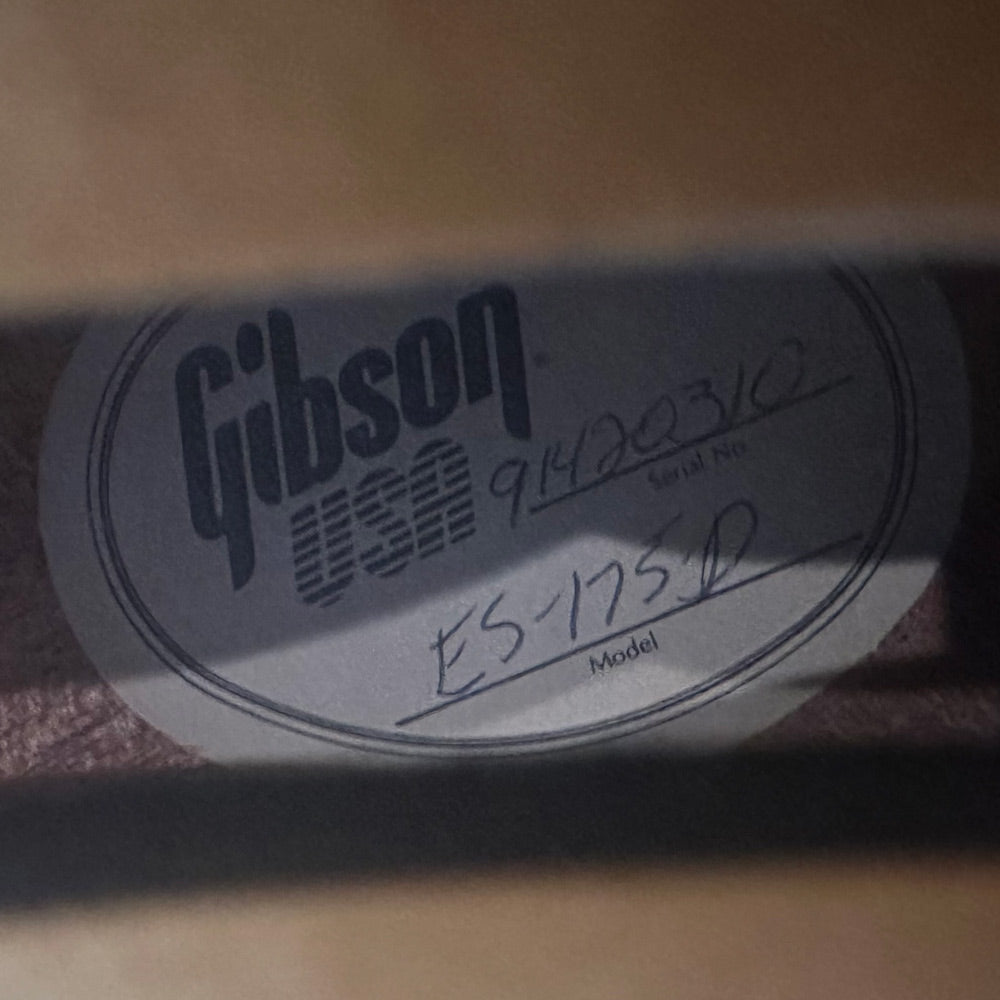 Gibson
USA
91420310
Serial No
ES-175D
Model